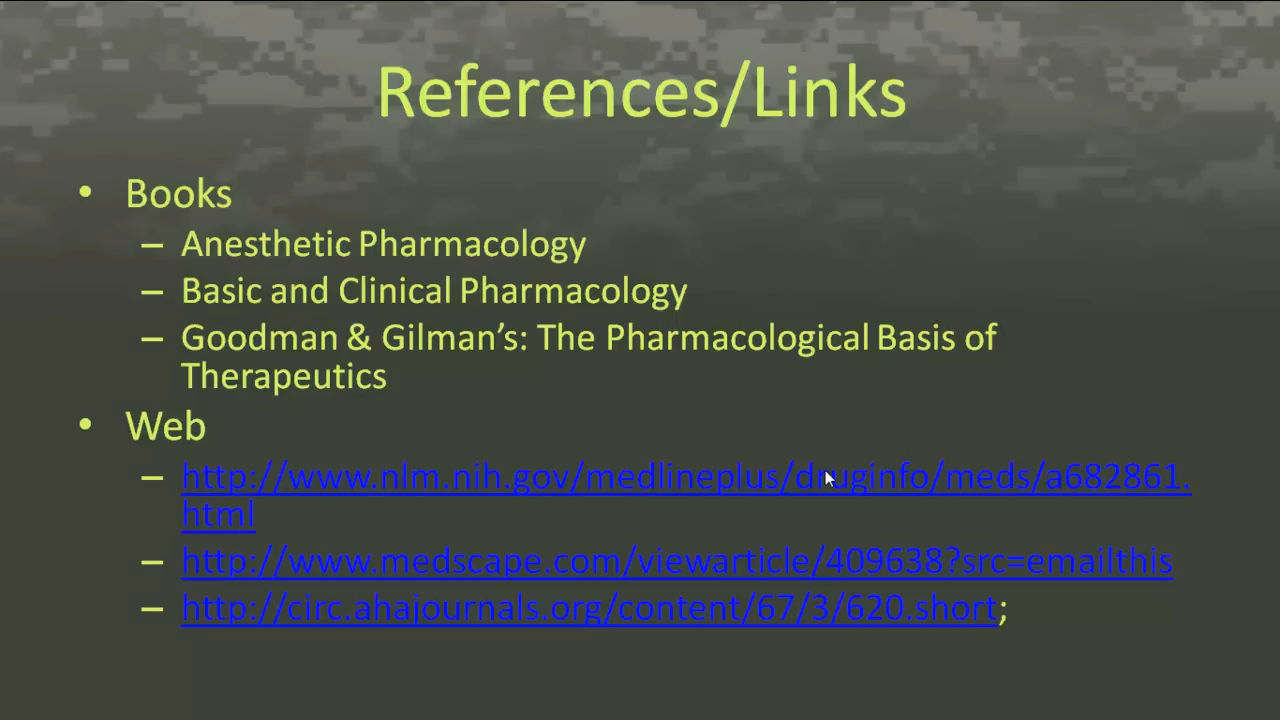 References/Links
• Books
– Anesthetic Pharmacology
– Basic and Clinical Pharmacology
– Goodman & Gilman’s: The Pharmacological Basis of
Therapeutics
• Web
– http://www.nlm.nih.gov/medlineplus/druginfo/meds/a682861.
html
– http://www.medscape.com/viewarticle/409638?src=emailthis
– http://circ.ahajournals.org/content/67/3/620.short;